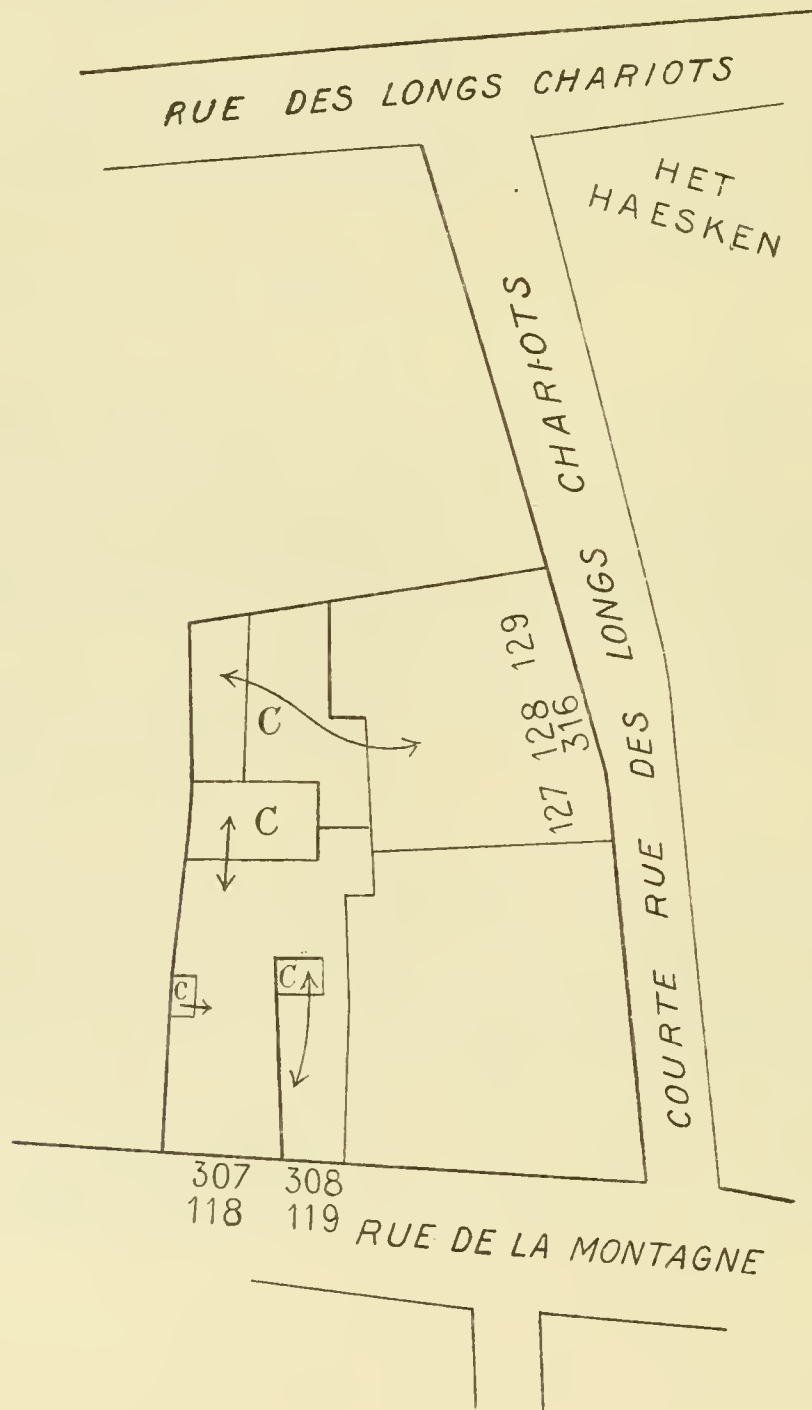 RUE DES LONGS CHARIOTS
HET
HAESKEN
COURTE RUE DES LONGS CHARIOTS
129
128
316
127
C
C
C
C
307
118
308
119
RUE DE LA MONTAGNE